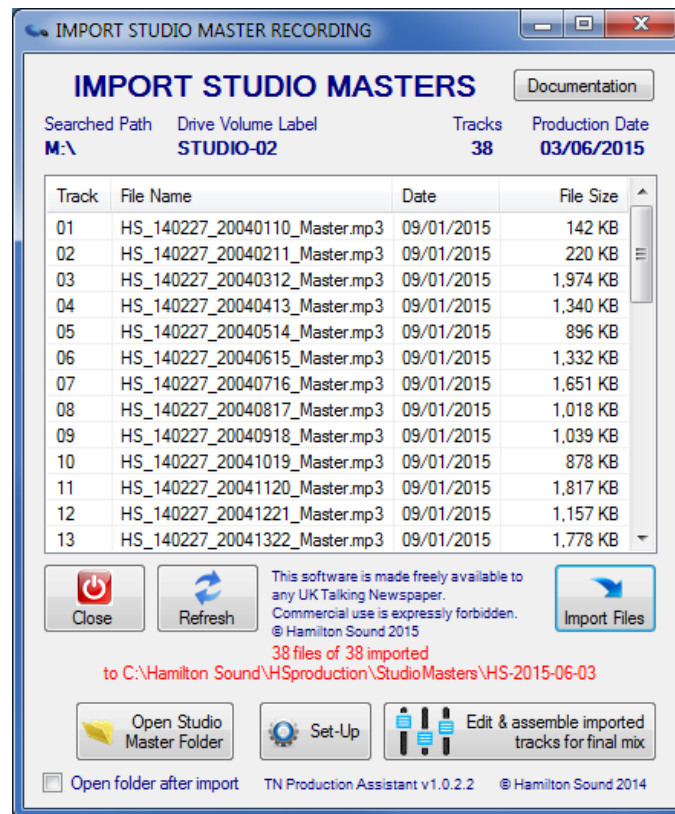 IMPORT STUDIO MASTER RECORDING
IMPORT STUDIO MASTERS
Documentation
Searched Path Drive Volume Label Tracks Production Date
M:\ STUDIO-02 38 03/06/2015
Track File Name Date File Size
01 HS_140227_20040110_Master.mp3 09/01/2015 142 KB
02 HS_140227_20040211_Master.mp3 09/01/2015 220 KB
03 HS_140227_20040312_Master.mp3 09/01/2015 1,974 KB
04 HS_140227_20040413_Master.mp3 09/01/2015 1,340 KB
05 HS_140227_20040514_Master.mp3 09/01/2015 896 KB
06 HS_140227_20040615_Master.mp3 09/01/2015 1,332 KB
07 HS_140227_20040716_Master.mp3 09/01/2015 1,651 KB
08 HS_140227_20040817_Master.mp3 09/01/2015 1,018 KB
09 HS_140227_20040918_Master.mp3 09/01/2015 1,039 KB
10 HS_140227_20041019_Master.mp3 09/01/2015 878 KB
11 HS_140227_20041120_Master.mp3 09/01/2015 1,817 KB
12 HS_140227_20041221_Master.mp3 09/01/2015 1,157 KB
13 HS_140227_20041322_Master.mp3 09/01/2015 1,778 KB
Close
Refresh
This software is made freely available to
any UK Talking Newspaper.
Commercial use is expressly forbidden.
© Hamilton Sound 2015
Import Files
38 files of 38 imported
to C:\Hamilton Sound\HSproduction\StudioMasters\HS-2015-06-03
Open Studio
Master Folder
Set-Up
Edit & assemble imported
tracks for final mix
Open folder after import TN Production Assistant v1.0.2.2 © Hamilton Sound 2014